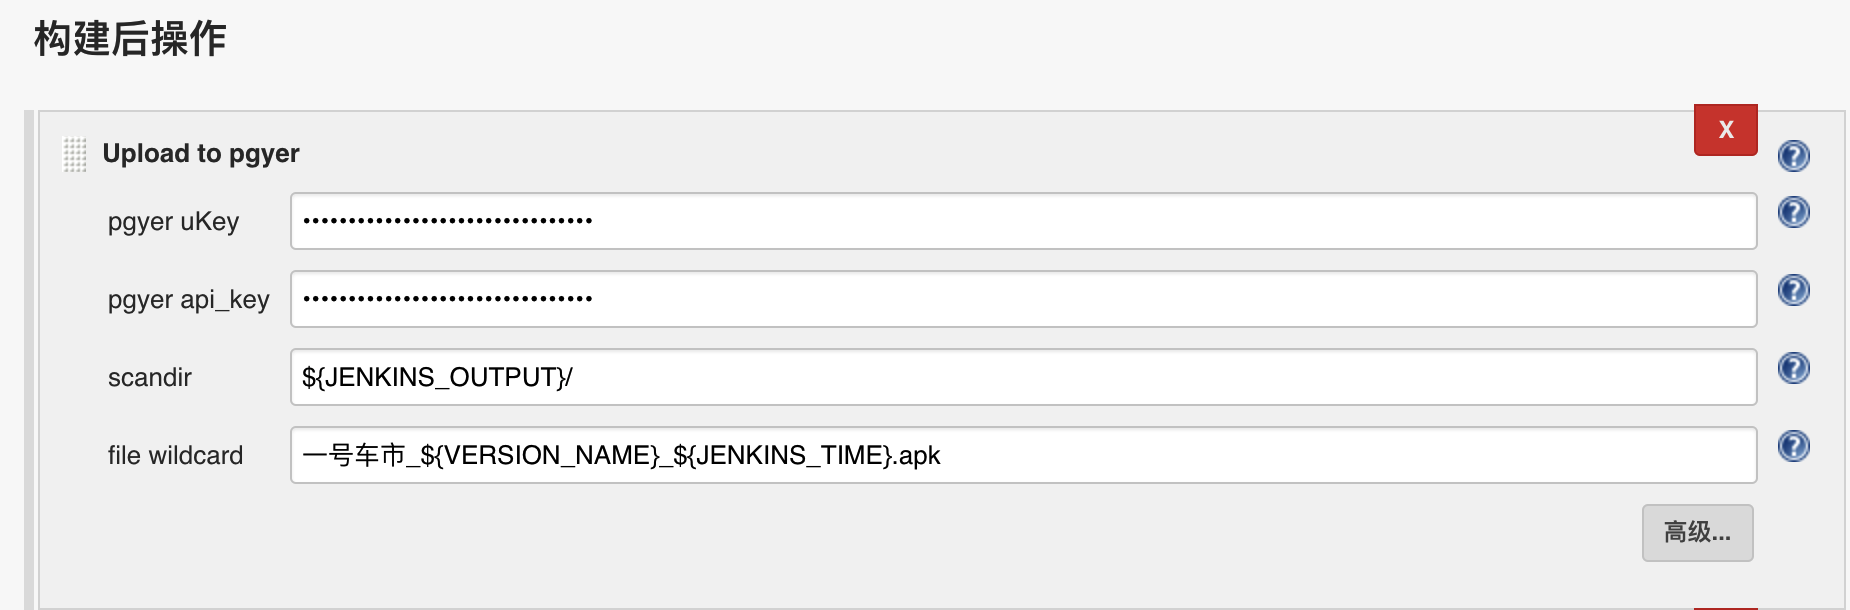 构建后操作
X
Upload to pgyer
pgyer uKey ································
pgyer api_key ································
scandir ${JENKINS_OUTPUT}/
file wildcard 一号车市_${VERSION_NAME}_${JENKINS_TIME}.apk
高级...